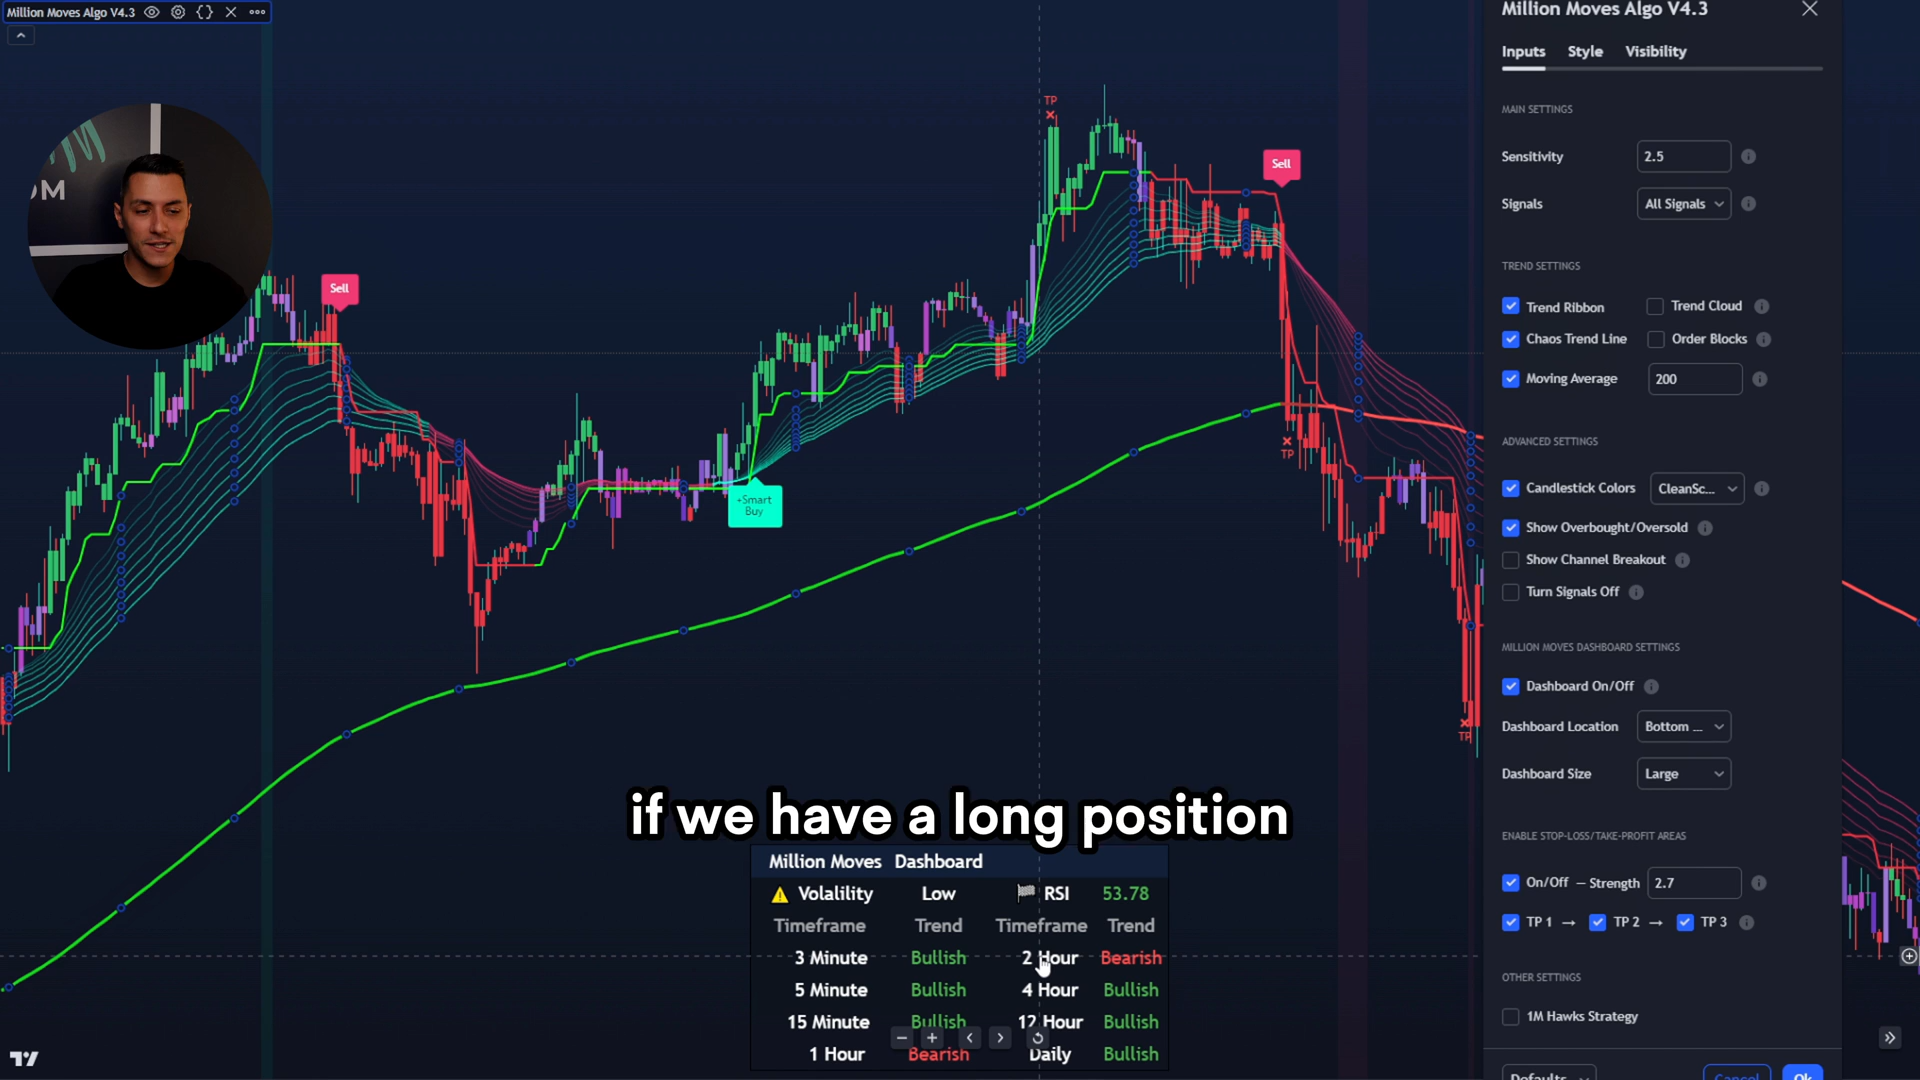 Million Moves Algo V4.3
OM
Sell
+Smart
Buy
TP
Sell
TP
TP
if we have a long position
Million Moves Dashboard
Volalility Low RSI 53.78
Timeframe Trend Timeframe Trend
3 Minute Bullish 2 Hour Bearish
5 Minute Bullish 4 Hour Bullish
15 Minute Bullish 12 Hour Bullish
1 Hour Bearish Daily Bullish
Million Moves Algo V4.3
Inputs Style Visibility
MAIN SETTINGS
Sensitivity 2.5
Signals All Signals
TREND SETTINGS
Trend Ribbon Trend Cloud
Chaos Trend Line Order Blocks
Moving Average 200
ADVANCED SETTINGS
Candlestick Colors CleanSc...
Show Overbought/Oversold
Show Channel Breakout
Turn Signals Off
MILLION MOVES DASHBOARD SETTINGS
Dashboard On/Off
Dashboard Location Bottom ...
Dashboard Size Large
ENABLE STOP-LOSS/TAKE-PROFIT AREAS
On/Off — Strength 2.7
TP 1 → TP 2 → TP 3
OTHER SETTINGS
1M Hawks Strategy
Defaults Cancel Ok